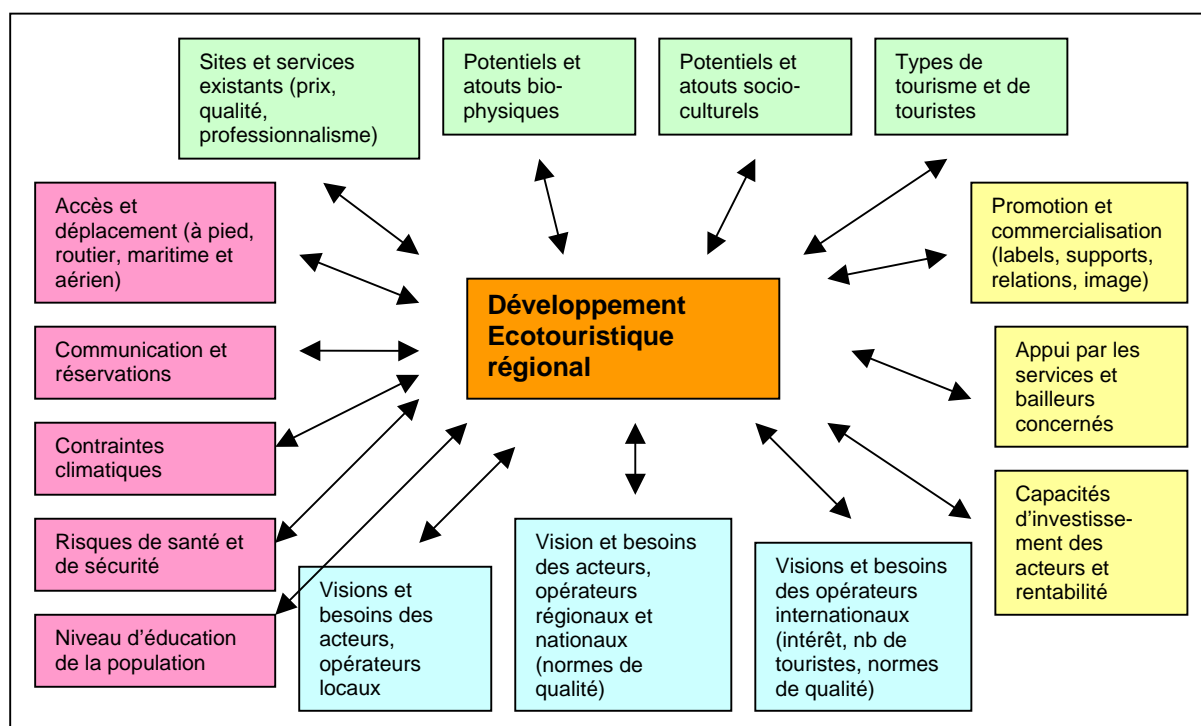 Sites et services
existants (prix,
qualité,
professionnalisme)
Potentiels et
atouts bio-
physiques
Potentiels et
atouts socio-
culturels
Types de
tourisme et de
touristes
Accès et
déplacement (à pied,
routier, maritime et
aérien)
Communication et
réservations
Contraintes
climatiques
Risques de santé et
de sécurité
Niveau d’éducation
de la population
Développement
Ecotouristique
régional
Promotion et
commercialisation
(labels, supports,
relations, image)
Appui par les
services et
bailleurs
concernés
Capacités
d’investisse-
ment des
acteurs et
rentabilité
Visions et
besoins des
acteurs,
opérateurs
locaux
Vision et besoins
des acteurs,
opérateurs
régionaux et
nationaux
(normes de
qualité)
Visions et besoins
des opérateurs
internationaux
(intérêt, nb de
touristes, normes
de qualité)